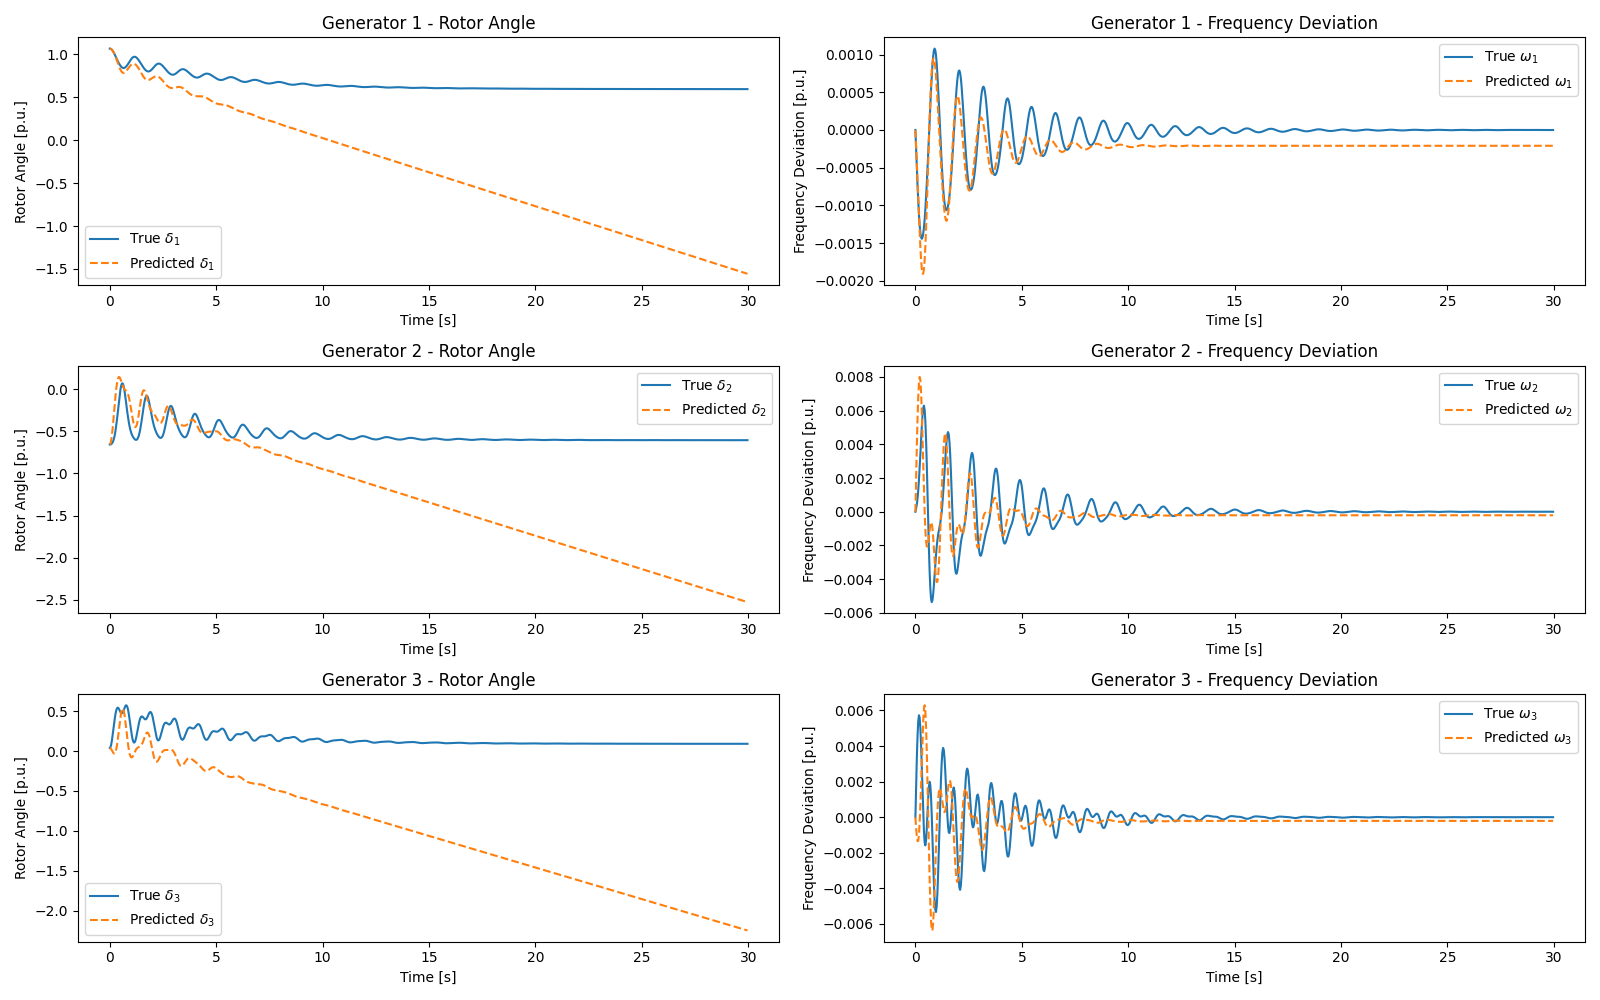 Generator 1 - Rotor Angle
Rotor Angle [p.u.]
1.0
0.5
0.0
−0.5
−1.0
−1.5
True δ1
Predicted δ1
0 5 10 15 20 25 30
Time [s]
Generator 1 - Frequency Deviation
Frequency Deviation [p.u.]
0.0010
0.0005
0.0000
−0.0005
−0.0010
−0.0015
−0.0020
True ω1
Predicted ω1
0 5 10 15 20 25 30
Time [s]
Generator 2 - Rotor Angle
Rotor Angle [p.u.]
0.0
−0.5
−1.0
−1.5
−2.0
−2.5
True δ2
Predicted δ2
0 5 10 15 20 25 30
Time [s]
Generator 2 - Frequency Deviation
Frequency Deviation [p.u.]
0.008
0.006
0.004
0.002
0.000
−0.002
−0.004
−0.006
True ω2
Predicted ω2
0 5 10 15 20 25 30
Time [s]
Generator 3 - Rotor Angle
Rotor Angle [p.u.]
0.5
0.0
−0.5
−1.0
−1.5
−2.0
True δ3
Predicted δ3
0 5 10 15 20 25 30
Time [s]
Generator 3 - Frequency Deviation
Frequency Deviation [p.u.]
0.006
0.004
0.002
0.000
−0.002
−0.004
−0.006
True ω3
Predicted ω3
0 5 10 15 20 25 30
Time [s]